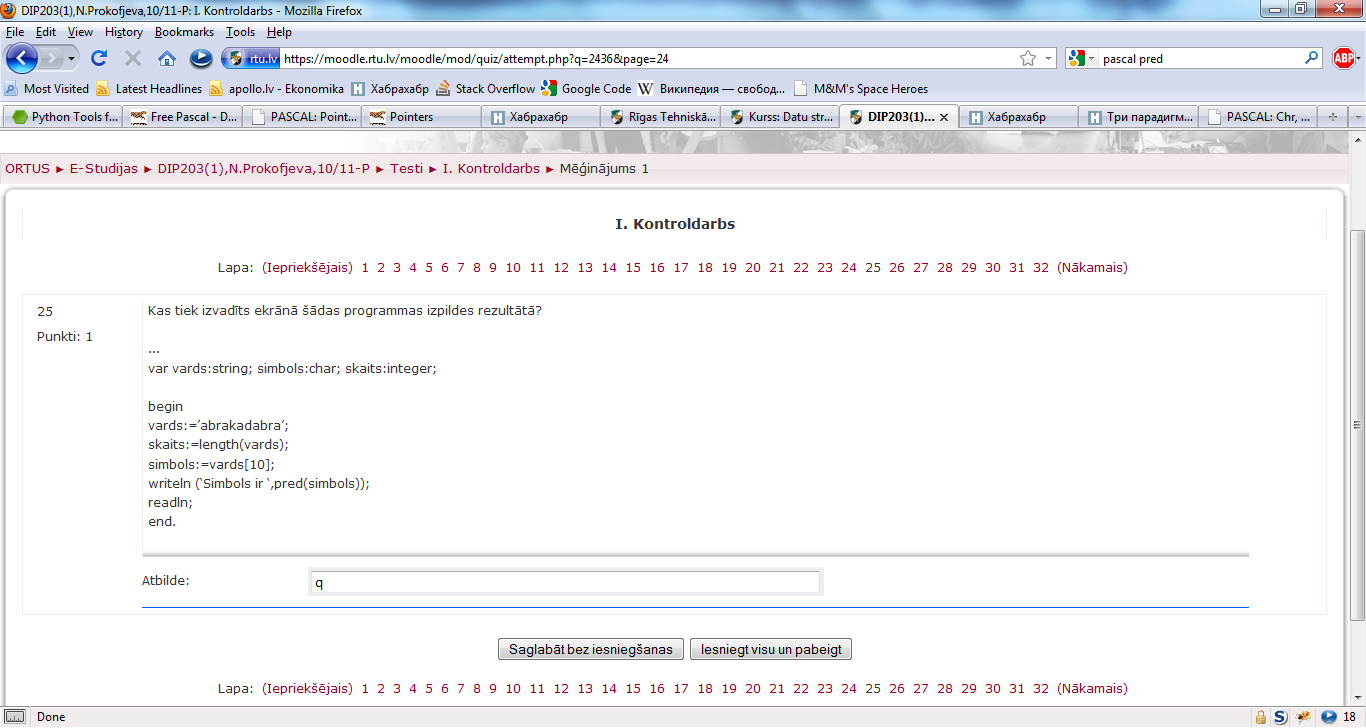 DIP203(1),N.Prokofjeva,10/11-P: I. Kontroldarbs - Mozilla Firefox
File Edit View History Bookmarks Tools Help
rtu.lv https://moodle.rtu.lv/moodle/mod/quiz/attempt.php?q=2436&page=24 pascal pred ABP
Most Visited Latest Headlines apollo.lv - Ekonomika Хабрахабр Stack Overflow Google Code Википедия — свобод... M&M's Space Heroes
Python Tools f... Free Pascal - D... PASCAL: Point... Pointers Хабрахабр Rīgas Tehniskā... Kurss: Datu str... DIP203(1)... Хабрахабр Три парадигм... PASCAL: Chr, ...
ORTUS ► E-Studijas ► DIP203(1),N.Prokofjeva,10/11-P ► Testi ► I. Kontroldarbs ► Mēģinājums 1
I. Kontroldarbs
Lapa: (Iepriekšējais) 1 2 3 4 5 6 7 8 9 10 11 12 13 14 15 16 17 18 19 20 21 22 23 24 25 26 27 28 29 30 31 32 (Nākamais)
25
Punkti: 1
Kas tiek izvadīts ekrānā šādas programmas izpildes rezultātā?
...
var vards:string; simbols:char; skaits:integer;
begin
vards:=’abrakadabra’;
skaits:=length(vards);
simbols:=vards[10];
writeln (‘Simbols ir ‘,pred(simbols));
readln;
end.
Atbilde: q
Saglabāt bez iesniegšanas Iesniegt visu un pabeigt
Lapa: (Iepriekšējais) 1 2 3 4 5 6 7 8 9 10 11 12 13 14 15 16 17 18 19 20 21 22 23 24 25 26 27 28 29 30 31 32 (Nākamais)
Done 18